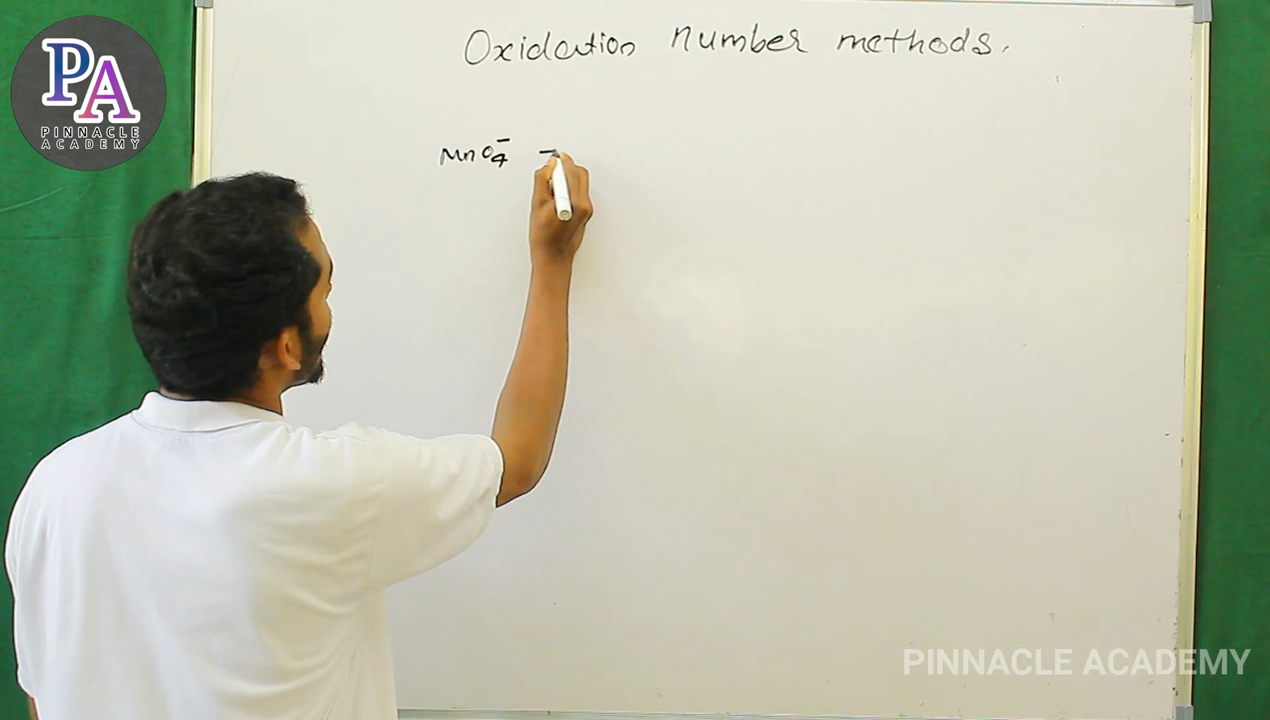 PA
PINNACLE
ACADEMY
Oxidation number methods.
MnO₄⁻ –
PINNACLE ACADEMY